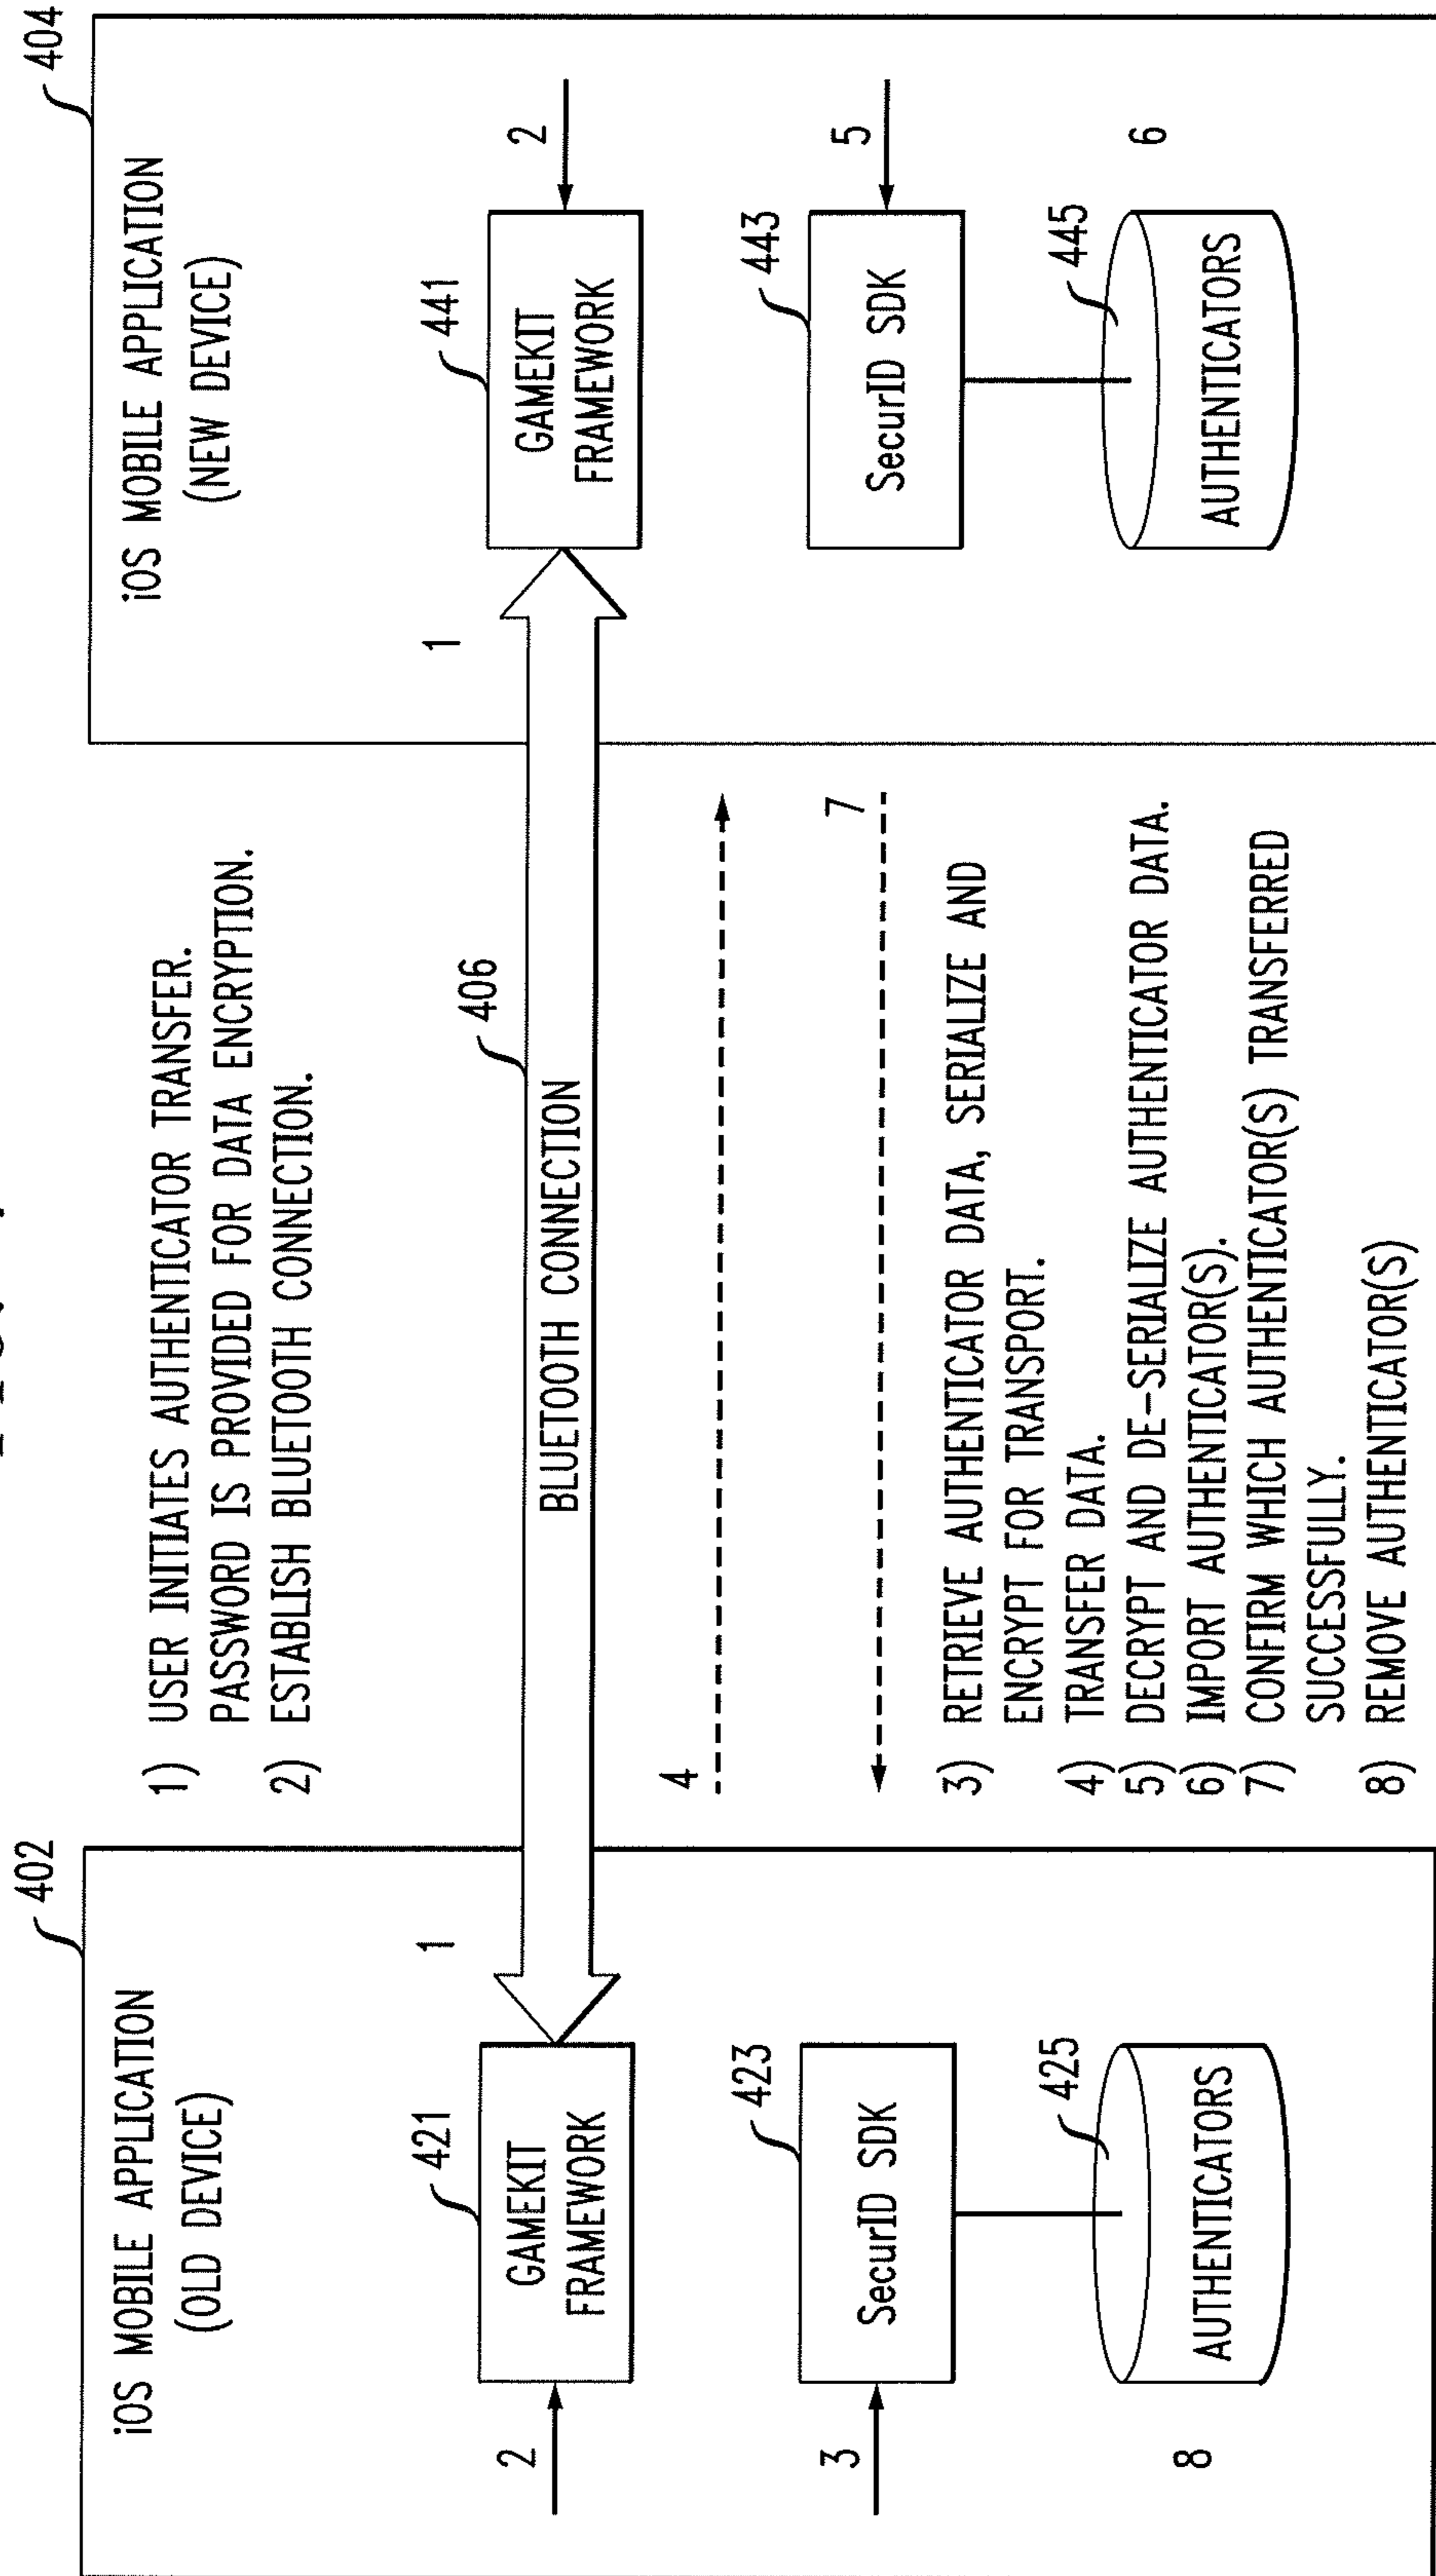 402
iOS MOBILE APPLICATION
(OLD DEVICE)
1
2
421
GAMEKIT
FRAMEWORK
3
423
SecurID SDK
425
AUTHENTICATORS
8
1) USER INITIATES AUTHENTICATOR TRANSFER.
PASSWORD IS PROVIDED FOR DATA ENCRYPTION.
2) ESTABLISH BLUETOOTH CONNECTION.
406
BLUETOOTH CONNECTION
4
7
3) RETRIEVE AUTHENTICATOR DATA, SERIALIZE AND
ENCRYPT FOR TRANSPORT.
4) TRANSFER DATA.
5) DECRYPT AND DE-SERIALIZE AUTHENTICATOR DATA.
6) IMPORT AUTHENTICATOR(S).
7) CONFIRM WHICH AUTHENTICATOR(S) TRANSFERRED
SUCCESSFULLY.
8) REMOVE AUTHENTICATOR(S)
404
iOS MOBILE APPLICATION
(NEW DEVICE)
1
441
GAMEKIT
FRAMEWORK
2
443
SecurID SDK
5
445
AUTHENTICATORS
6